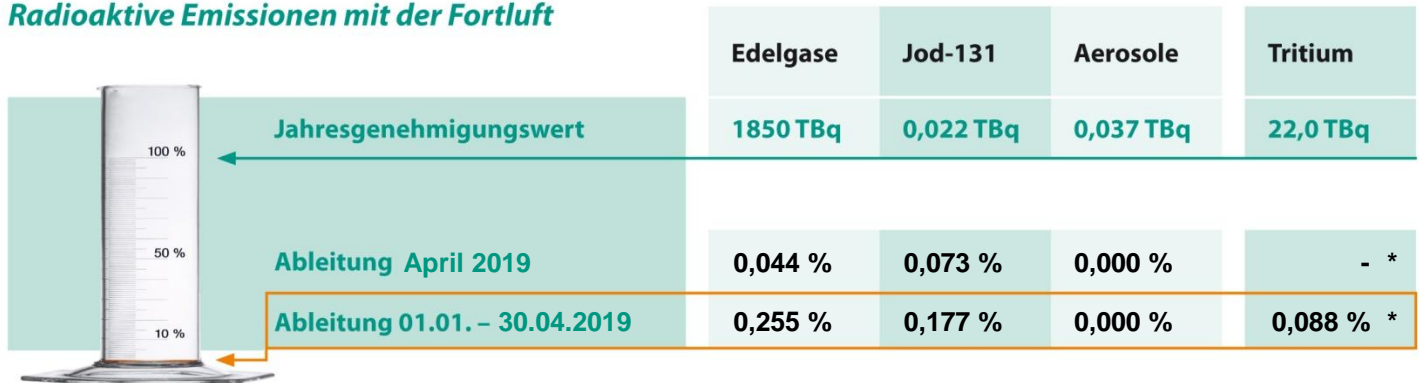 Radioaktive Emissionen mit der Fortluft
Edelgase Jod-131 Aerosole Tritium
Jahresgenehmigungswert 1850 TBq 0,022 TBq 0,037 TBq 22,0 TBq
100 %
50 %
Ableitung April 2019 0,044 % 0,073 % 0,000 % - *
Ableitung 01.01. – 30.04.2019 0,255 % 0,177 % 0,000 % 0,088 % *
10 %